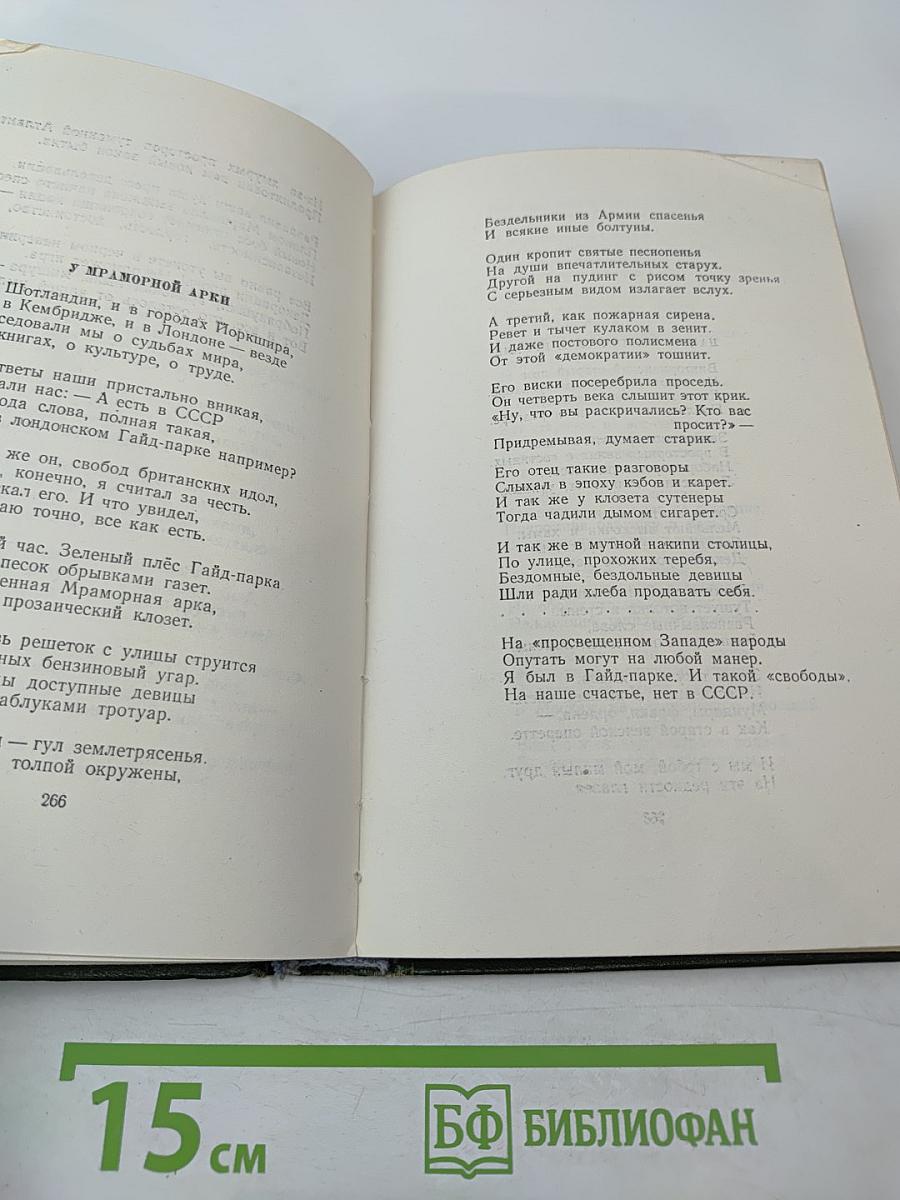 У МРАМОРНОЙ АРКИ
Шотландии, и в городах Йоркшира,
в Кембридже, и в Лондоне — везде
седовали мы о судьбах мира,
книгах, о культуре, о труде.
тветы наши пристально вникая,
али нас: — А есть в СССР
ода слова, полная такая,
в лондонском Гайд-парке например?
же он, свобод британских идол,
, конечно, я считал за честь.
скал его. И что увидел,
аю точно, все как есть.
й час. Зеленый плёс Гайд-парка
песок обрывками газет.
енная Мраморная арка,
прозаический клозет.
зь решеток с улицы струится
ных бензиновый угар.
ы доступные девицы
аблуками тротуар.
и — гул землетрясенья.
толпой окружены,
266
Бездельники из Армии спасенья
И всякие иные болтуны.
Один кропит святые песнопенья
На души впечатлительных старух.
Другой на пудинг с рисом точку зренья
С серьезным видом излагает вслух.
А третий, как пожарная сирена.
Ревет и тычет кулаком в зенит.
И даже постового полисмена
От этой «демократии» тошнит.
Его виски посеребрила проседь.
Он четверть века слышит этот крик.
«Ну, что вы раскричались? Кто вас
просит?» —
Придремывая, думает старик.
Его отец такие разговоры
Слыхал в эпоху кэбов и карет.
И так же у клозета сутенеры
Тогда чадили дымом сигарет.
И так же в мутной накипи столицы,
По улице, прохожих теребя,
Бездомные, бездольные девицы
Шли ради хлеба продавать себя.
. . . . . . . . . . . . . .
На «просвещенном Западе» народы
Опутать могут на любой манер.
Я был в Гайд-парке. И такой «свободы».
На наше счастье, нет в СССР.
15 см
БФ БИБЛИОФАН